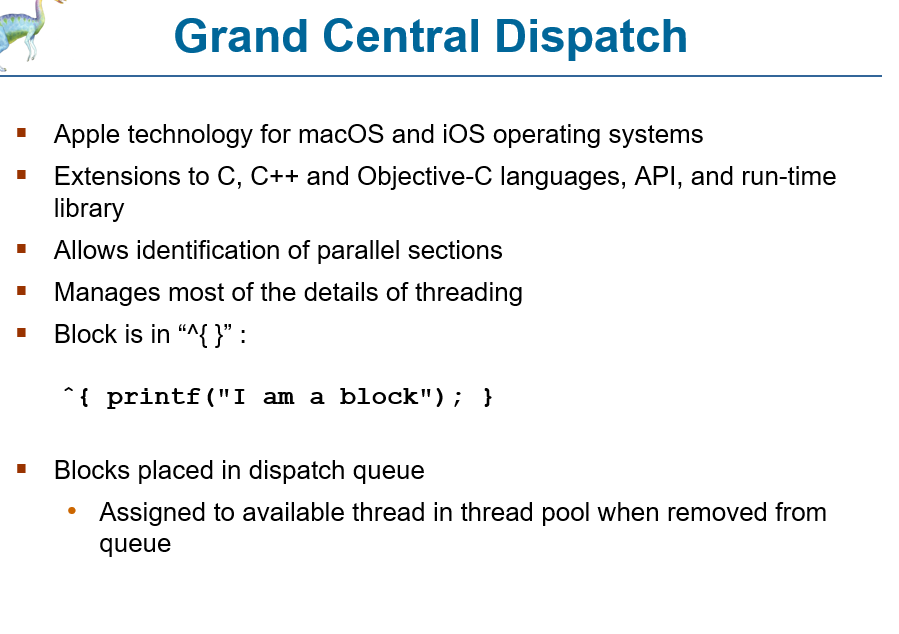 Grand Central Dispatch
▪ Apple technology for macOS and iOS operating systems
▪ Extensions to C, C++ and Objective-C languages, API, and run-time
library
▪ Allows identification of parallel sections
▪ Manages most of the details of threading
▪ Block is in “^{ }” :
ˆ{ printf("I am a block"); }
▪ Blocks placed in dispatch queue
• Assigned to available thread in thread pool when removed from
queue